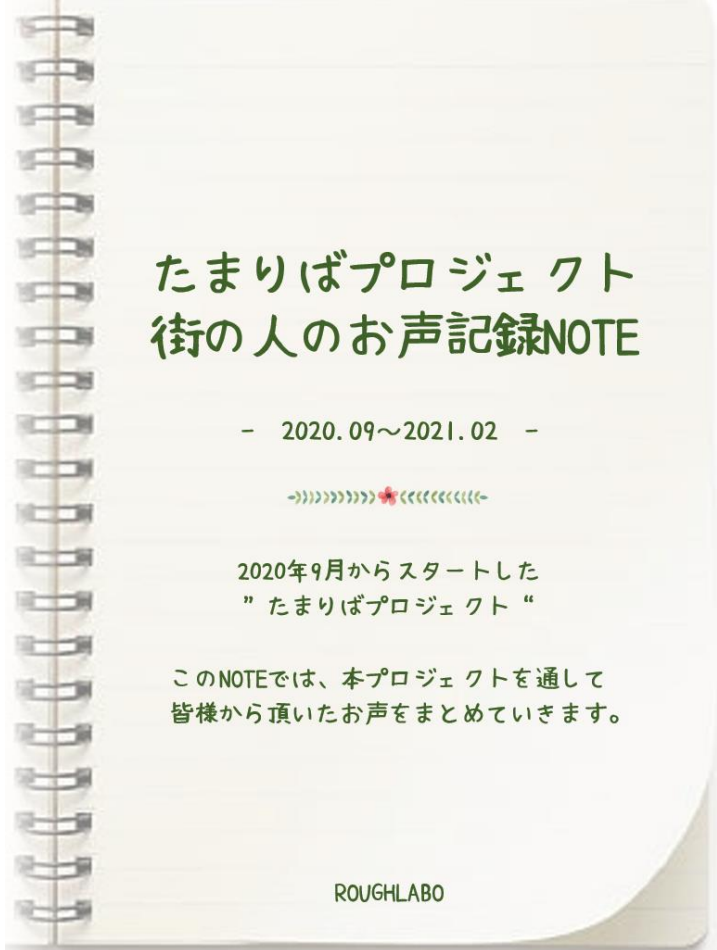 たまりばプロジェクト
街の人のお声記録NOTE
- 2020.09～2021.02 -
2020年9月からスタートした
”たまりばプロジェクト“
このNOTEでは、本プロジェクトを通して
皆様から頂いたお声をまとめていきます。
ROUGHLABO